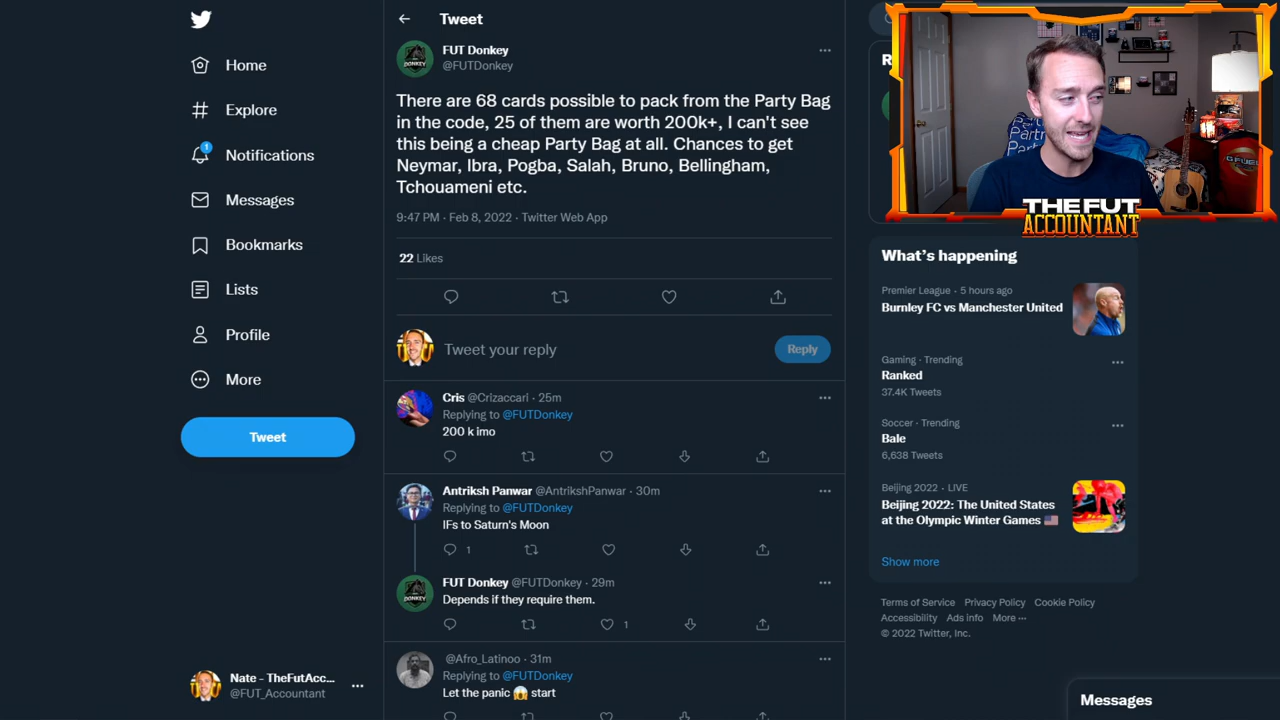 Tweet
FUT Donkey
@FUTDonkey
There are 68 cards possible to pack from the Party Bag
in the code, 25 of them are worth 200k+, I can't see
this being a cheap Party Bag at all. Chances to get
Neymar, Ibra, Pogba, Salah, Bruno, Bellingham,
Tchouameni etc.
9:47 PM · Feb 8, 2022 · Twitter Web App
22 Likes
Tweet your reply
Reply
Cris @Crizaccari · 25m
Replying to @FUTDonkey
200 k imo
Antriksh Panwar @AntrikshPanwar · 30m
Replying to @FUTDonkey
IFs to Saturn's Moon
1
FUT Donkey @FUTDonkey · 29m
Depends if they require them.
1
@Afro_Latinoo · 31m
Replying to @FUTDonkey
Let the panic 😱 start
Home
Explore
1
Notifications
Messages
Bookmarks
Lists
Profile
More
Tweet
Nate - TheFutAcc...
@FUT_Accountant
THE FUT
ACCOUNTANT
What's happening
Premier League · 5 hours ago
Burnley FC vs Manchester United
Gaming · Trending
Ranked
37.4K Tweets
Soccer · Trending
Bale
6,638 Tweets
Beijing 2022 · LIVE
Beijing 2022: The United States
at the Olympic Winter Games 🇺🇸
Show more
Terms of Service Privacy Policy Cookie Policy
Accessibility Ads info More ···
© 2022 Twitter, Inc.
Messages